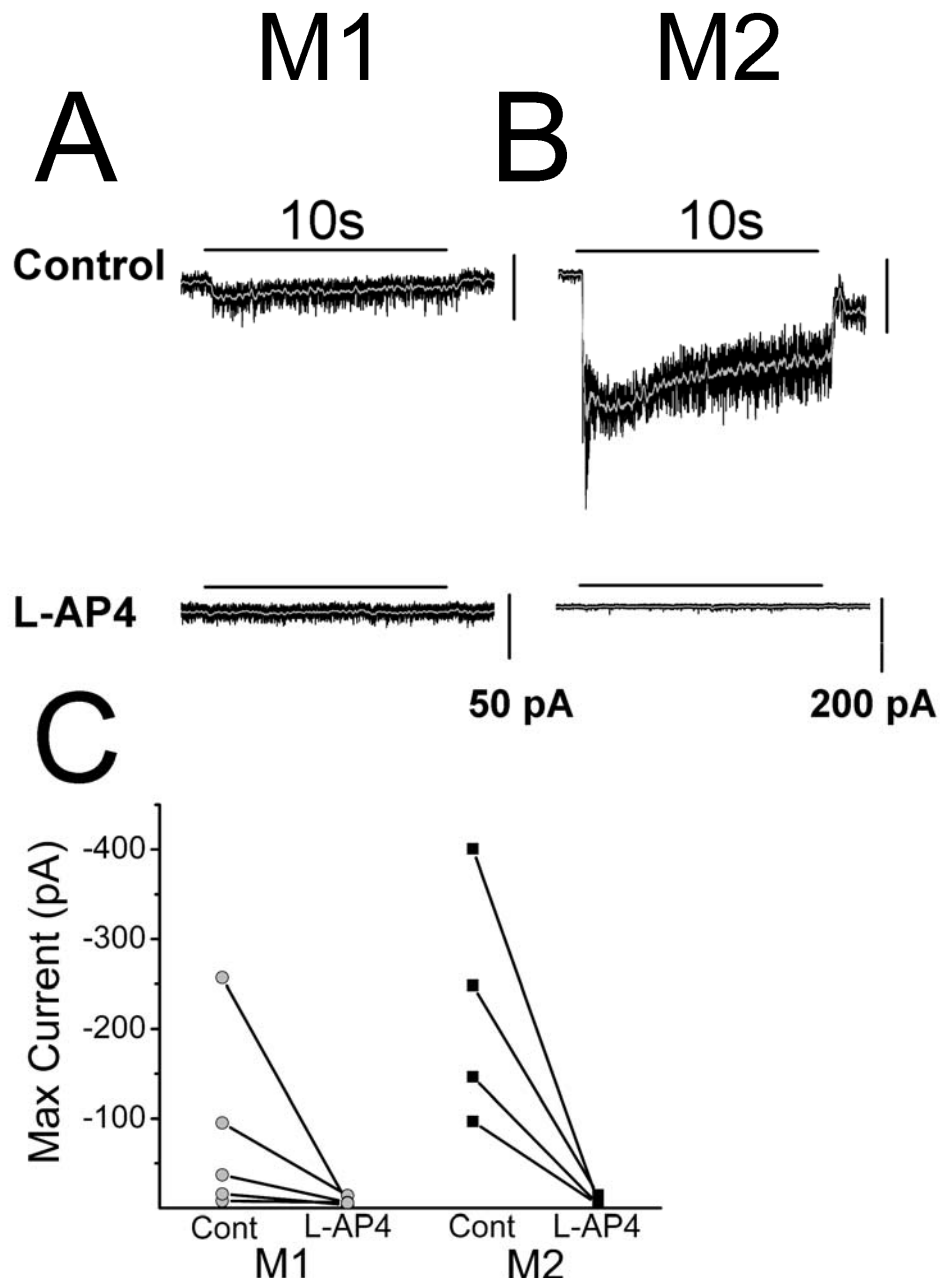 M1 M2
A B
10s 10s
Control
L-AP4
50 pA 200 pA
C
Max Current (pA)
-400
-300
-200
-100
Cont L-AP4 Cont L-AP4
M1 M2